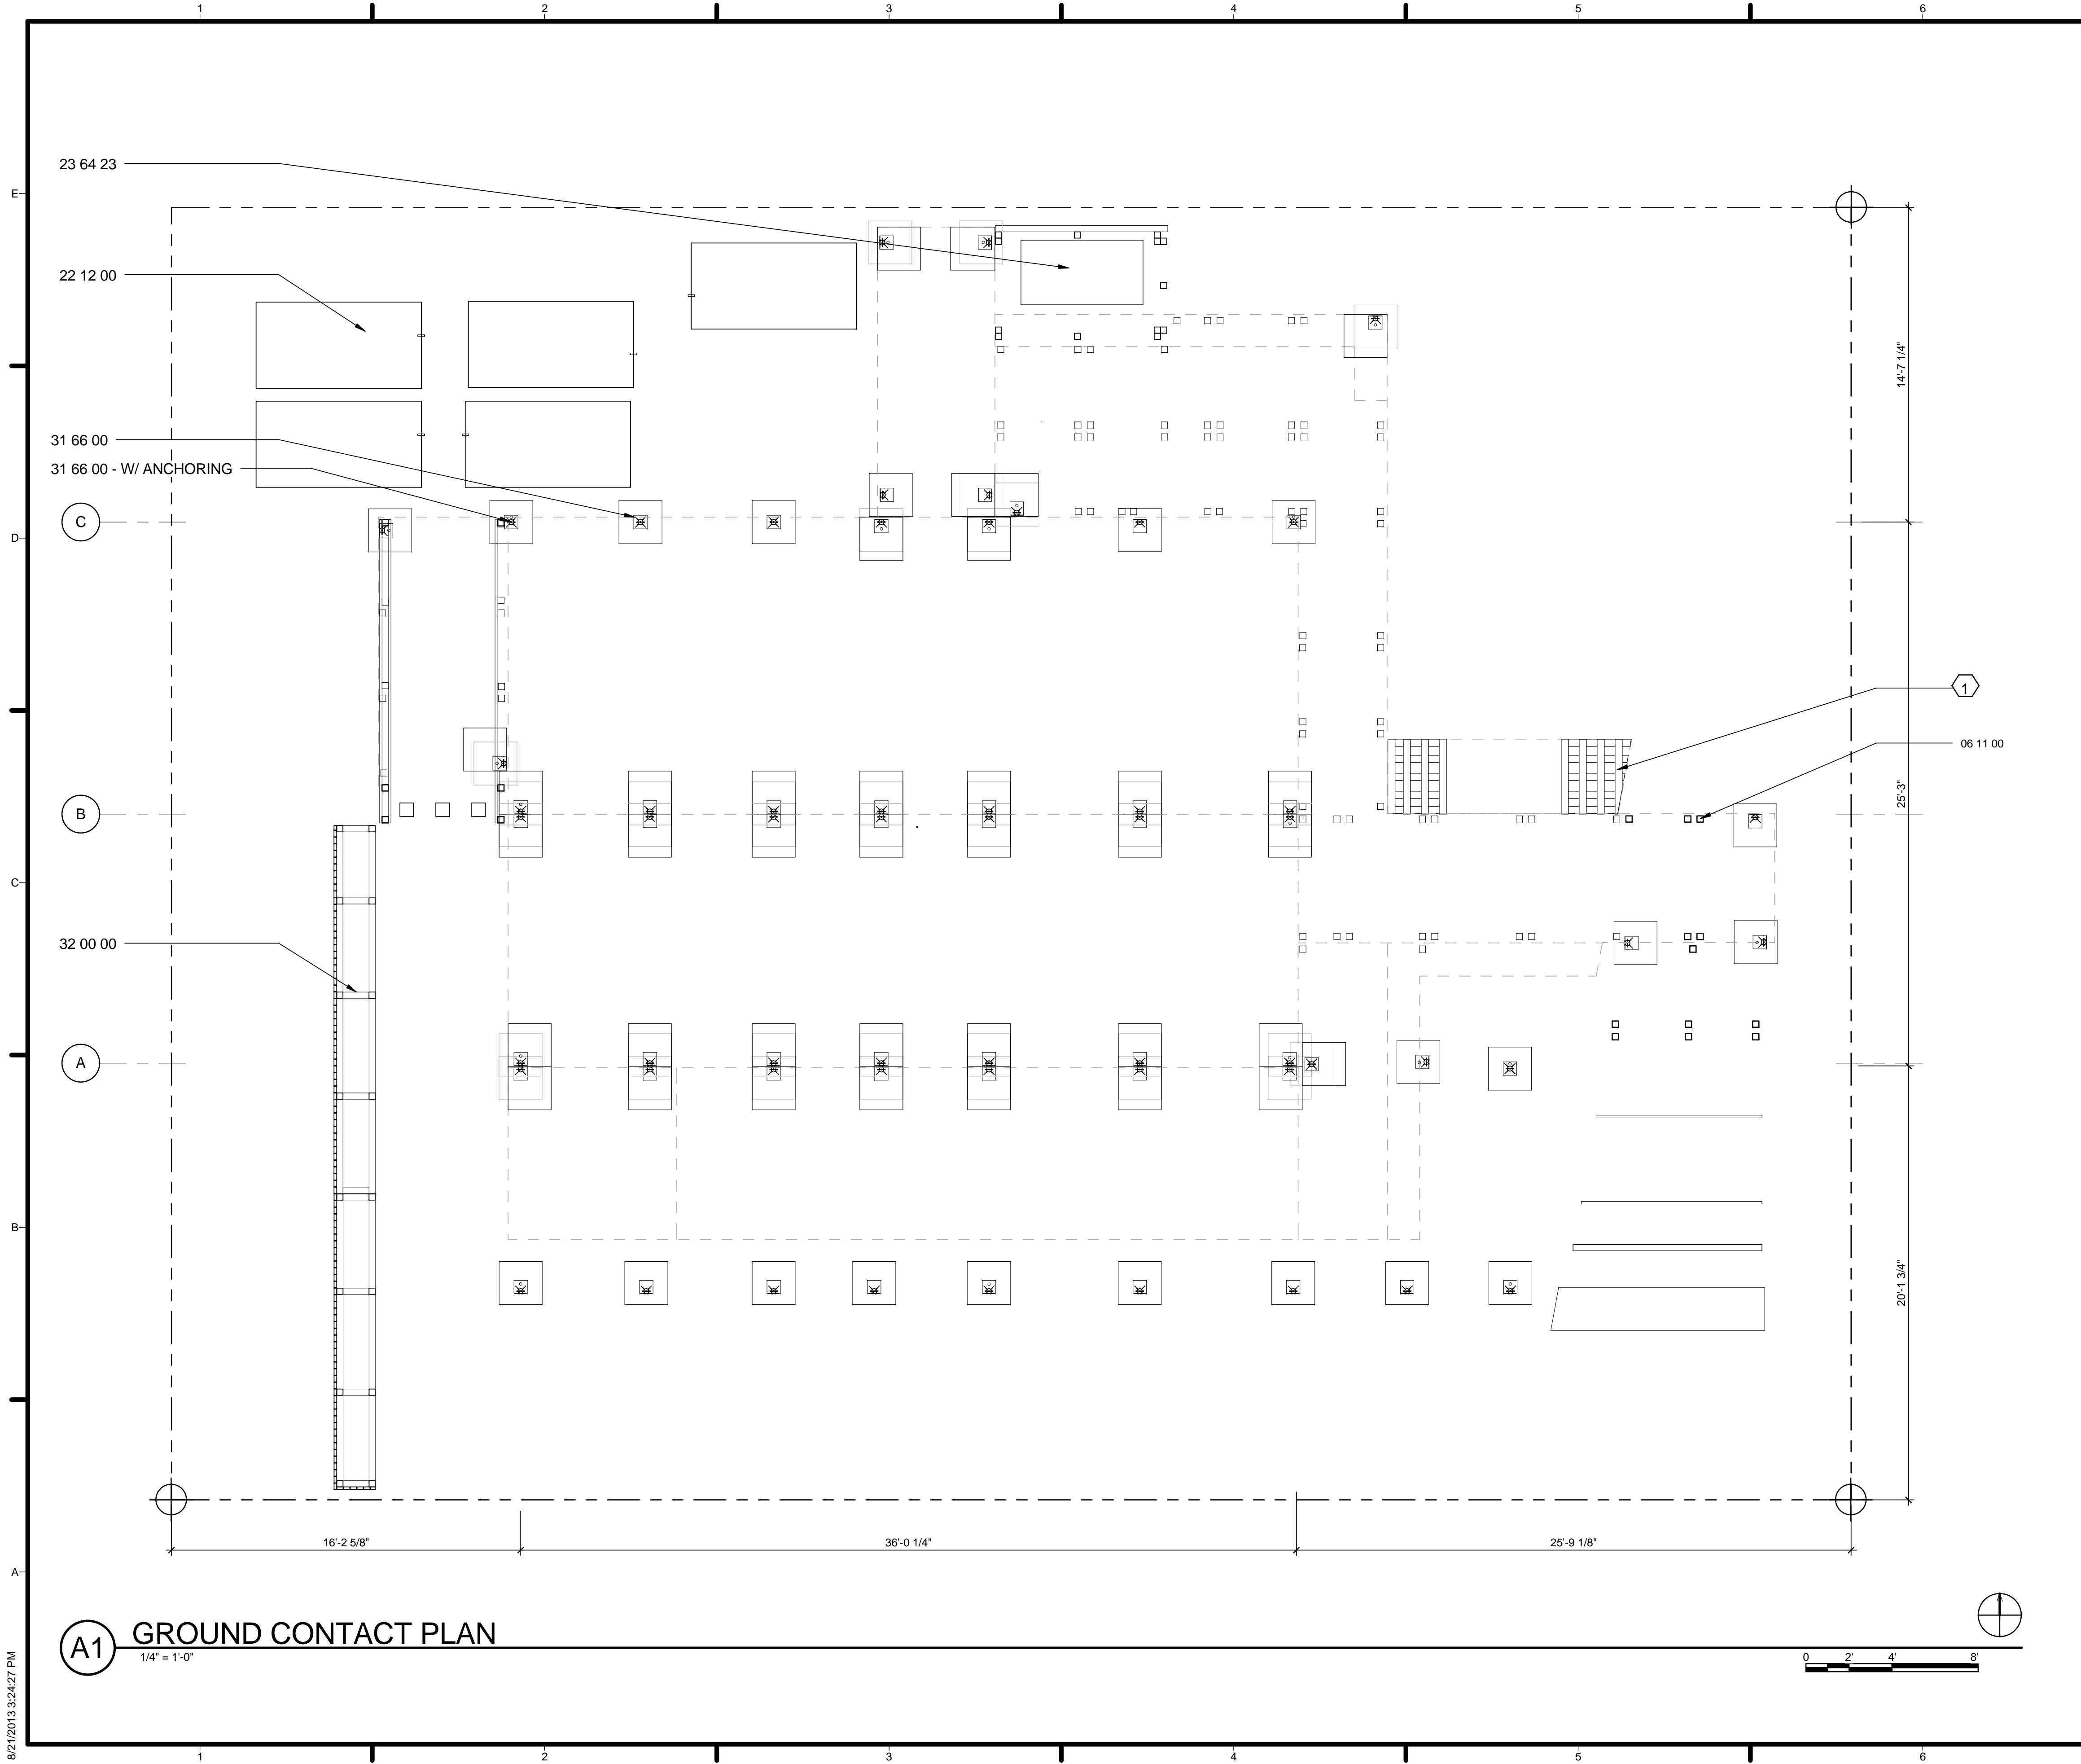 1 2 3 4 5 6
23 64 23
E
22 12 00
14'-7 1/4"
31 66 00
31 66 00 - W/ ANCHORING
C
D
1
06 11 00
25'-3"
B
C
32 00 00
A
B
20'-1 3/4"
16'-2 5/8" 36'-0 1/4" 25'-9 1/8"
A
A1 GROUND CONTACT PLAN
1/4" = 1'-0"
0 2' 4' 8'
8/21/2013 3:24:27 PM
1 2 3 4 5 6